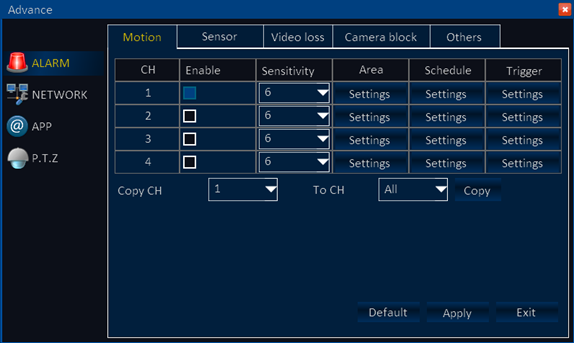 Advance
ALARM
NETWORK
APP
P.T.Z
Motion Sensor Video loss Camera block Others
CH Enable Sensitivity Area Schedule Trigger
1 6 Settings Settings Settings
2 6 Settings Settings Settings
3 6 Settings Settings Settings
4 6 Settings Settings Settings
Copy CH 1 To CH All Copy
Default Apply Exit